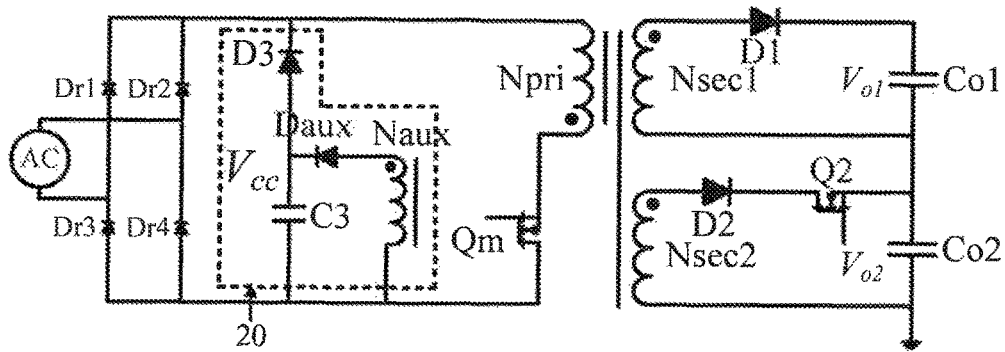 D3
D1
Dr1
Dr2
Npri
Nsec1
Vo1
Co1
Daux
Naux
AC
Vcc
Q2
C3
Dr3
Dr4
Qm
D2
Nsec2
Vo2
Co2
20